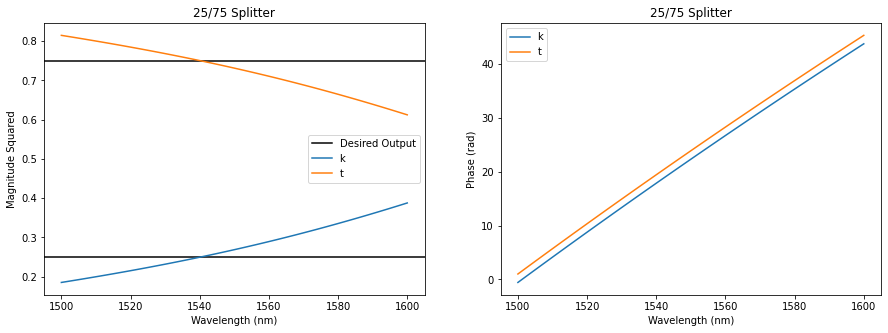 25/75 Splitter
0.8
0.7
0.6
0.5
0.4
0.3
0.2
Magnitude Squared
Desired Output
k
t
1500
1520
1540
1560
1580
1600
Wavelength (nm)
25/75 Splitter
k
t
40
30
20
10
0
Phase (rad)
1500
1520
1540
1560
1580
1600
Wavelength (nm)